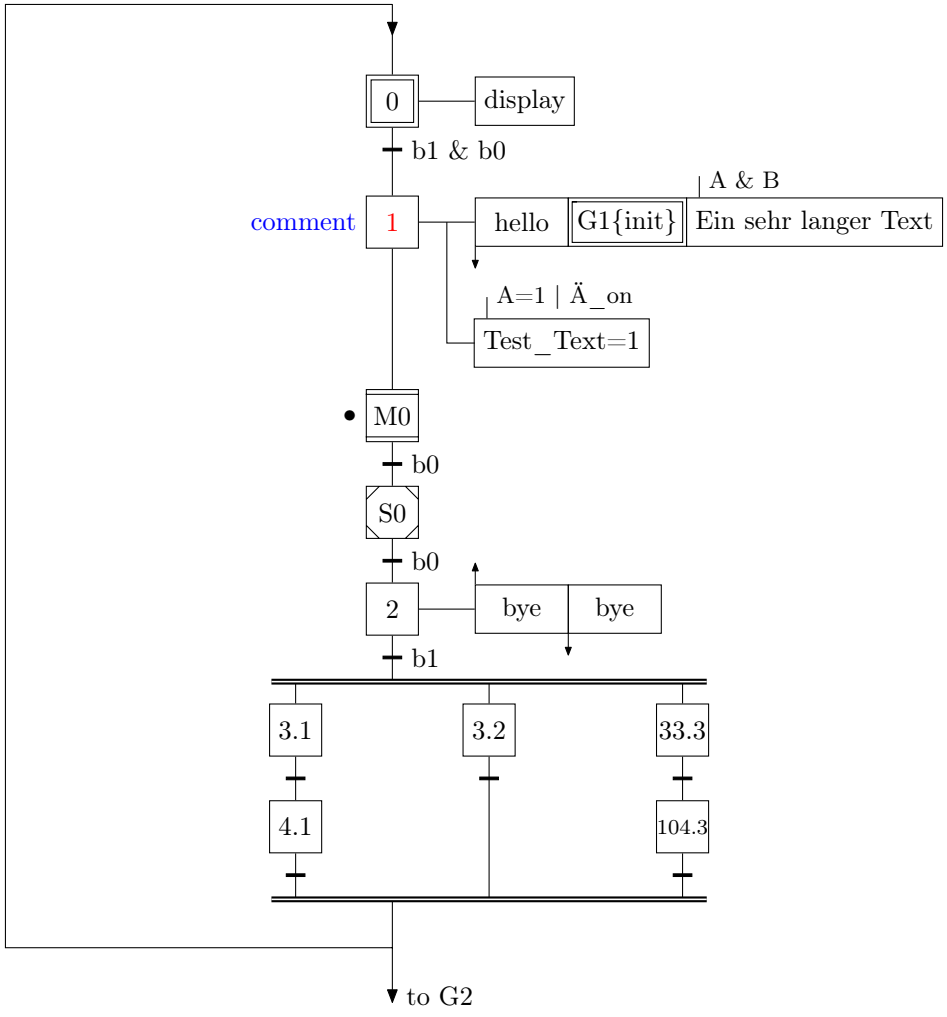 0 display
b1 & b0
A & B
comment 1 hello G1{init} Ein sehr langer Text
A=1 | Ä_on
Test_Text=1
M0
b0
S0
b0
2 bye bye
b1
3.1 3.2 33.3
4.1 104.3
to G2